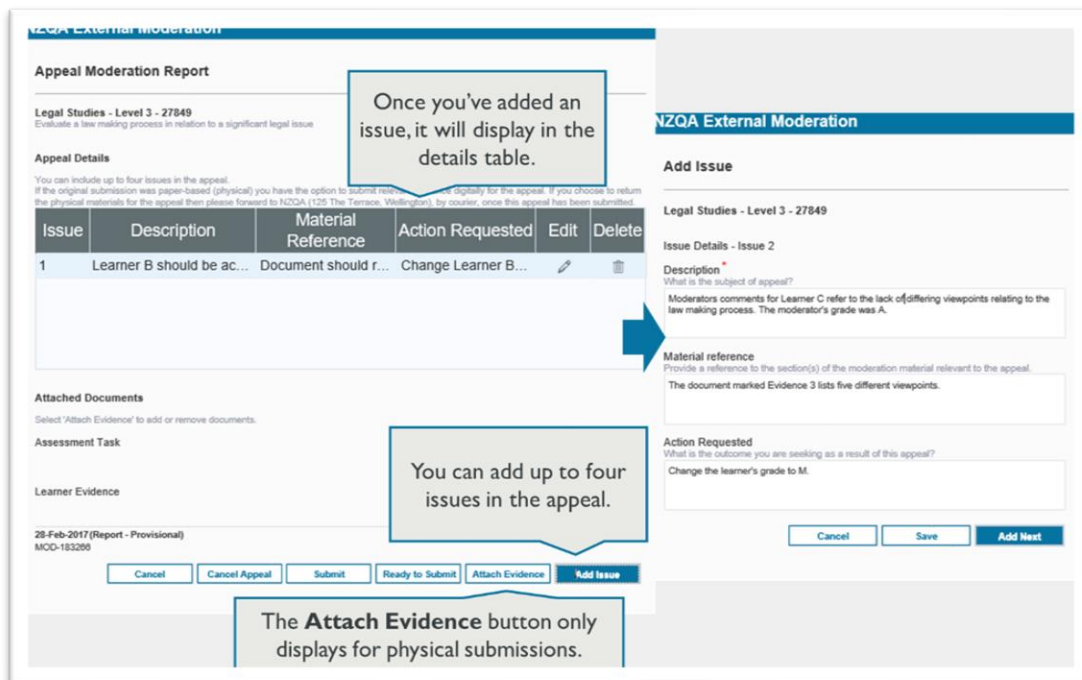 NZQA External Moderation
Appeal Moderation Report
Legal Studies - Level 3 - 27849
Evaluate a law making process in relation to a significant legal issue
Appeal Details
You can include up to four issues in the appeal.
If the original submission was paper-based (physical) you have the option to submit digitally for the appeal. If you choose to return
the physical materials for the appeal then please forward to NZQA (125 The Terrace, Wellington), by courier, once this appeal has been submitted.
Once you've added an
issue, it will display in the
details table.
Issue Description Material Reference Action Requested Edit Delete
1 Learner B should be ac... Document should r... Change Learner B...
Attached Documents
Select 'Attach Evidence' to add or remove documents.
Assessment Task
Learner Evidence
You can add up to four
issues in the appeal.
28-Feb-2017(Report - Provisional)
MOD-183266
Cancel Cancel Appeal Submit Ready to Submit Attach Evidence Add Issue
The Attach Evidence button only
displays for physical submissions.
NZQA External Moderation
Add Issue
Legal Studies - Level 3 - 27849
Issue Details - Issue 2
Description *
What is the subject of appeal?
Moderators comments for Learner C refer to the lack of differing viewpoints relating to the
law making process. The moderator's grade was A.
Material reference
Provide a reference to the section(s) of the moderation material relevant to the appeal.
The document marked Evidence 3 lists five different viewpoints.
Action Requested
What is the outcome you are seeking as a result of this appeal?
Change the learner's grade to M.
Cancel Save Add Next